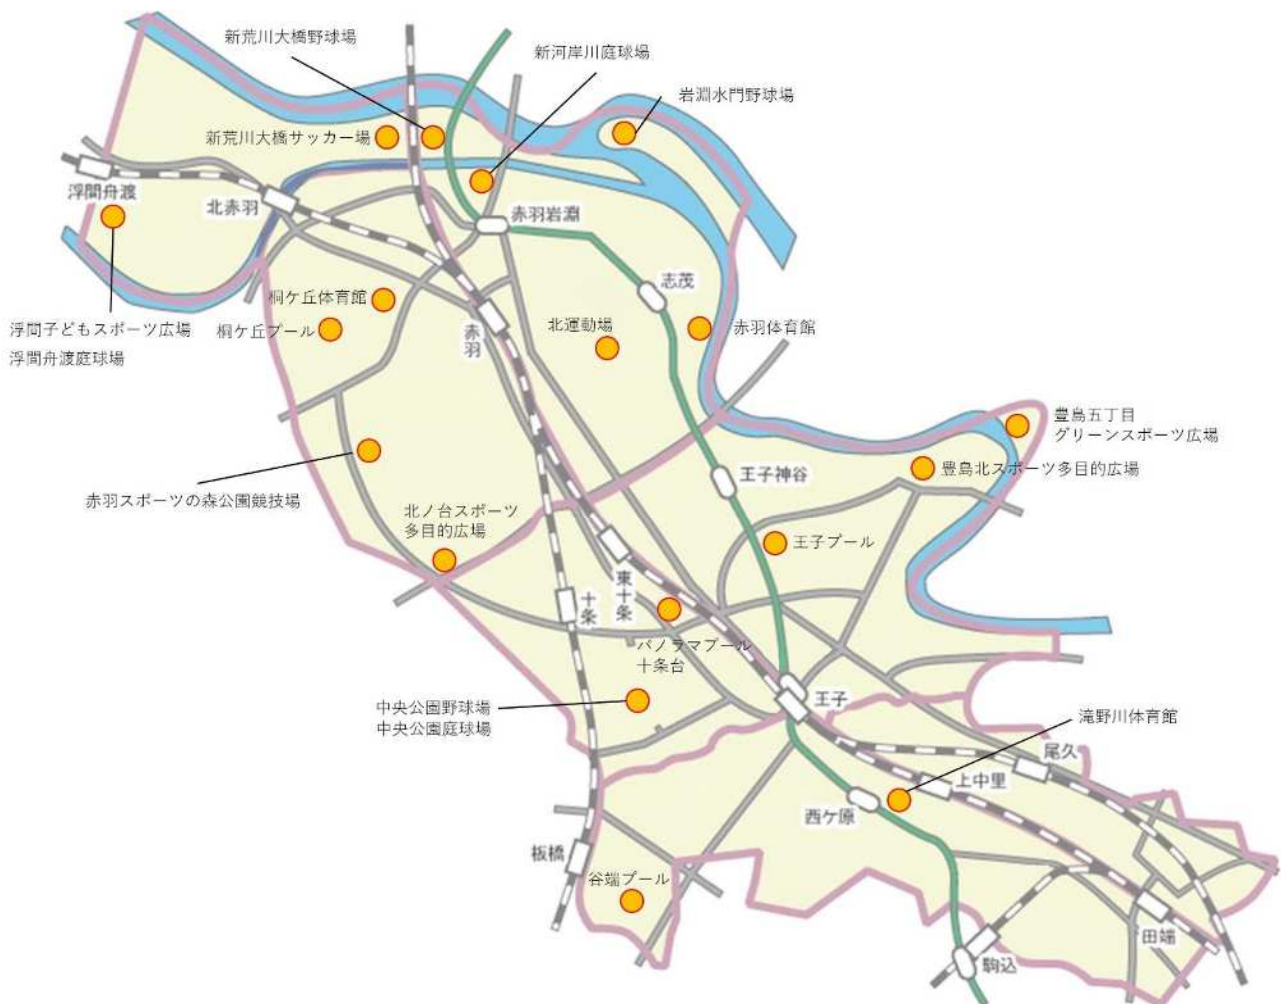 新荒川大橋野球場
新河岸川庭球場
岩淵水門野球場
新荒川大橋サッカー場
浮間舟渡
北赤羽
赤羽岩淵
志茂
桐ケ丘体育館
浮間子どもスポーツ広場
浮間舟渡庭球場
桐ケ丘プール
赤羽
北運動場
赤羽体育館
豊島五丁目
グリーンスポーツ広場
豊島北スポーツ多目的広場
王子神谷
赤羽スポーツの森公園競技場
北ノ台スポーツ
多目的広場
王子プール
東十条
十条
パノラマプール
十条台
王子
中央公園野球場
中央公園庭球場
滝野川体育館
尾久
上中里
西ケ原
板橋
谷端プール
田端
駒込